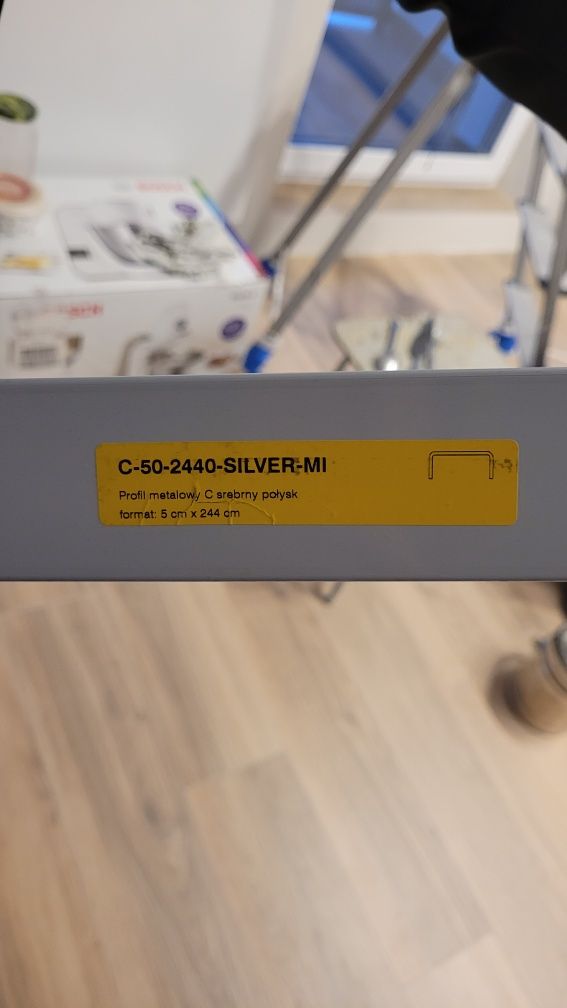 C-50-2440-SILVER-MI
Profil metalowy C srebrny połysk
format: 5 cm x 244 cm